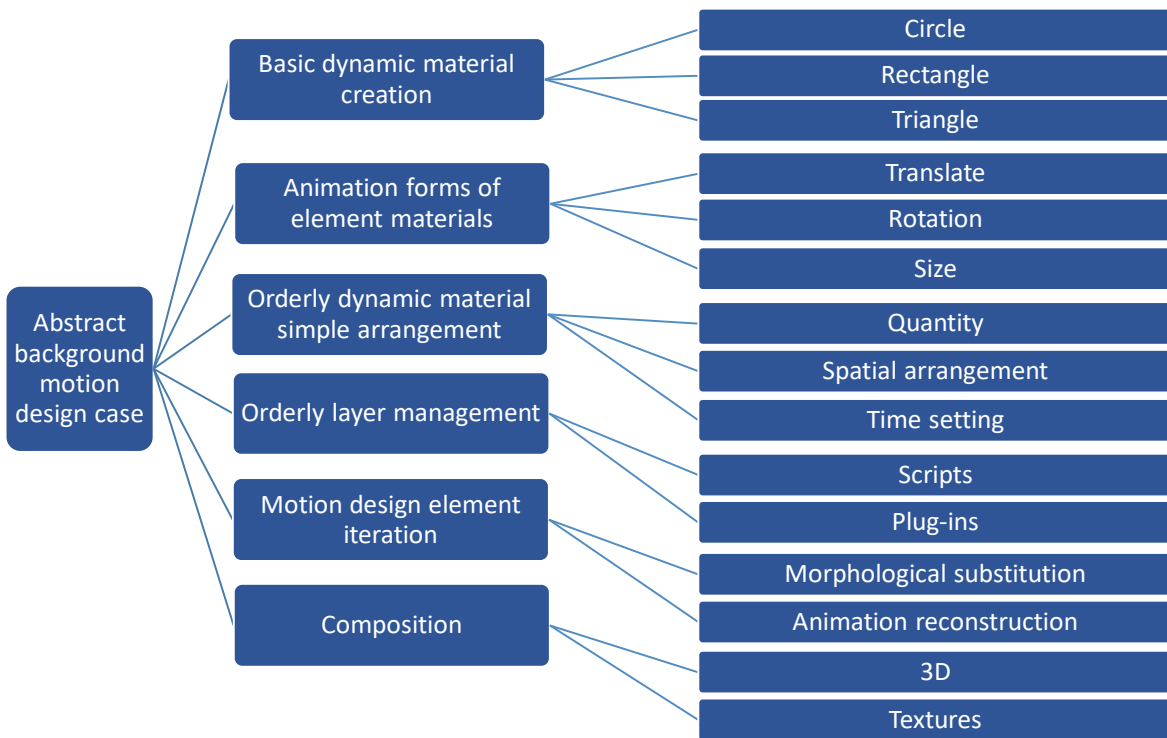 Abstract
background
motion
design case
Basic dynamic material
creation
Circle
Rectangle
Triangle
Animation forms of
element materials
Translate
Rotation
Size
Orderly dynamic material
simple arrangement
Quantity
Spatial arrangement
Time setting
Orderly layer management
Scripts
Plug-ins
Motion design element
iteration
Morphological substitution
Animation reconstruction
Composition
3D
Textures